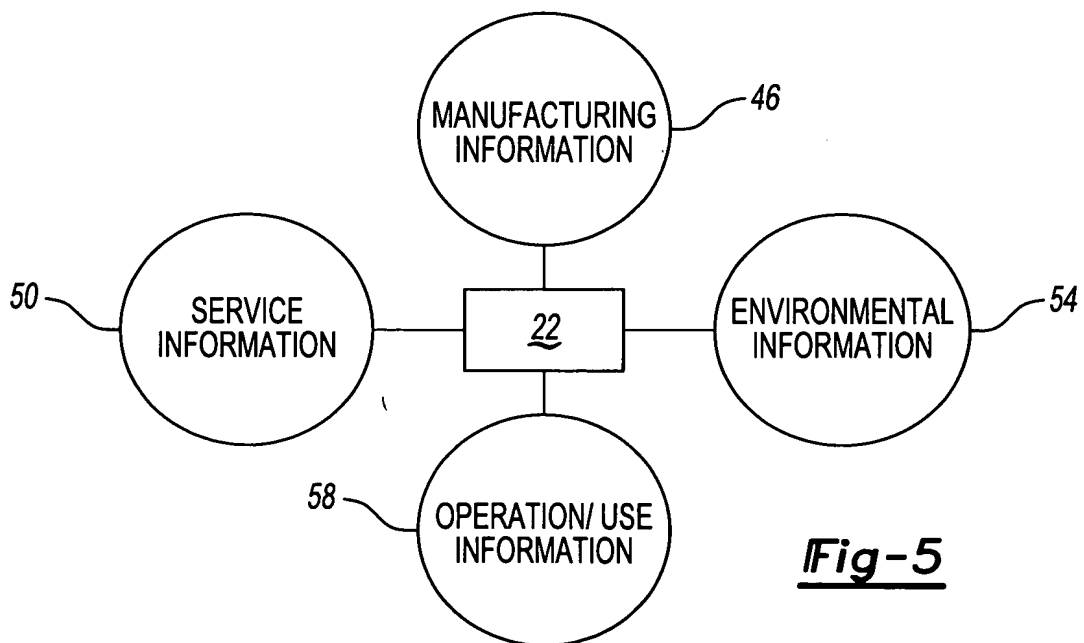 MANUFACTURING
INFORMATION
46
50
SERVICE
INFORMATION
22
ENVIRONMENTAL
INFORMATION
54
58
OPERATION/ USE
INFORMATION
Fig-5